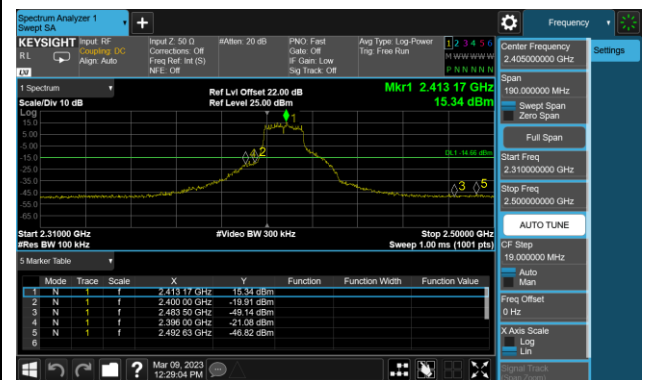 Spectrum Analyzer 1
Swept SA
Frequency
KEYSIGHT
Input: RF
Coupling: DC
Align: Auto
Input Z: 50 Ω
Corrections: Off
Freq Ref: Int (S)
NFE: Off
#Atten: 20 dB
PNO: Fast
Gate: Off
IF Gain: Low
Sig Track: Off
Avg Type: Log-Power
Trig: Free Run
1 2 3 4 5 6
M W W W W W
P N N N N N
RL
LXI
Center Frequency
2.405000000 GHz
Settings
Span
190.000000 MHz
Swept Span
Zero Span
Full Span
Start Freq
2.310000000 GHz
Stop Freq
2.500000000 GHz
AUTO TUNE
CF Step
19.000000 MHz
Auto
Man
Freq Offset
0 Hz
X Axis Scale
Log
Lin
Signal Track
(Span Zoom)
1 Spectrum
Scale/Div 10 dB
Ref Lvl Offset 22.00 dB
Ref Level 25.00 dBm
Mkr1 2.413 17 GHz
15.34 dBm
Log
15.0
5.00
-5.00
-15.0
-25.0
-35.0
-45.0
-55.0
-65.0
1
2
3
5
DL1 -14.66 dBm
Start 2.31000 GHz
#Res BW 100 kHz
#Video BW 300 kHz
Stop 2.50000 GHz
Sweep 1.00 ms (1001 pts)
5 Marker Table
Mode Trace Scale X Y Function Function Width Function Value
1 N 1 f 2.413 17 GHz 15.34 dBm
2 N 1 f 2.400 00 GHz -19.91 dBm
3 N 1 f 2.483 50 GHz -49.14 dBm
4 N 1 f 2.396 00 GHz -21.08 dBm
5 N 1 f 2.492 63 GHz -46.82 dBm
6
?
Mar 09, 2023
12:29:04 PM